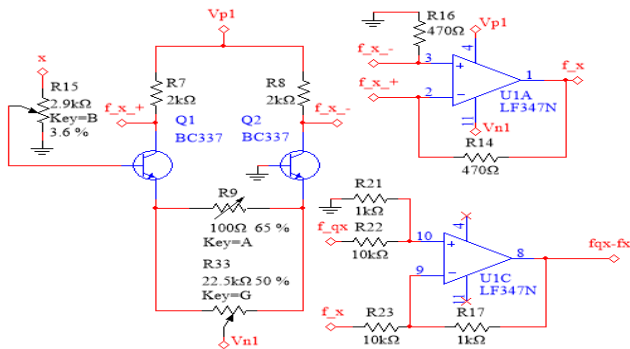 Vp1
x
R15
2.9kΩ
Key=B
3.6 %
R7
2kΩ
R8
2kΩ
f_x_+
f_x_-
Q1
BC337
Q2
BC337
R9
100Ω 65 %
Key=A
R33
22.5kΩ 50 %
Key=G
Vn1
R16
470Ω
Vp1
f_x_-
3
4
f_x_+
2
1
f_x
U1A
LF347N
11
Vn1
R14
470Ω
R21
1kΩ
f_qx
R22
10kΩ
10
4
9
8
fqx-fx
U1C
LF347N
11
f_x
R23
10kΩ
R17
1kΩ